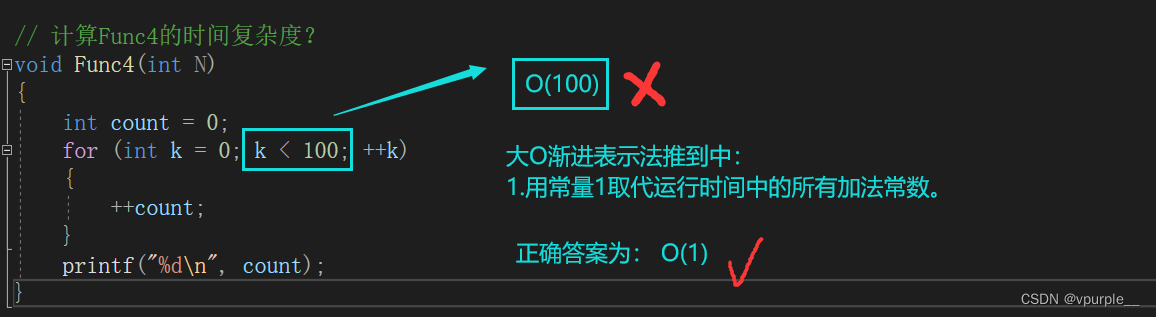 // 计算Func4的时间复杂度?
void Func4(int N)
{
int count = 0;
for (int k = 0; k < 100; ++k)
{
++count;
}
printf("%d\n", count);
}
O(100)
大O渐进表示法推到中：
1.用常量1取代运行时间中的所有加法常数。
正确答案为： O(1)
CSDN @vpurple__